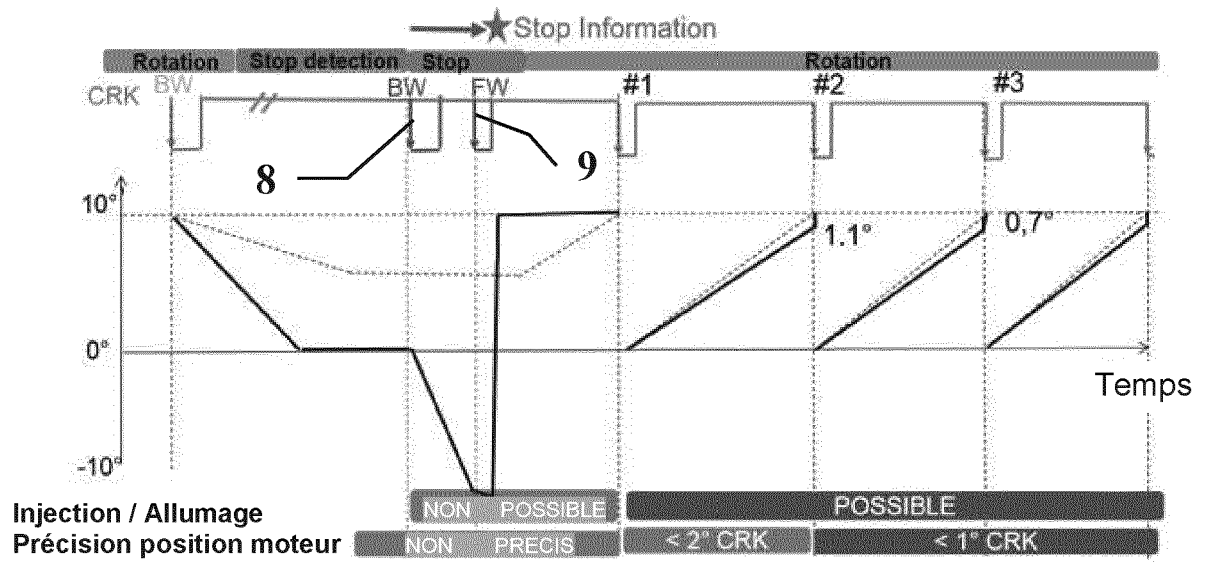 Stop Information
Rotation Stop detection Stop Rotation
CRK BW BW FW #1 #2 #3
8 9
10°
1.1° 0,7°
0°
Temps
-10°
Injection / Allumage NON POSSIBLE POSSIBLE
Précision position moteur NON PRECIS < 2° CRK < 1° CRK